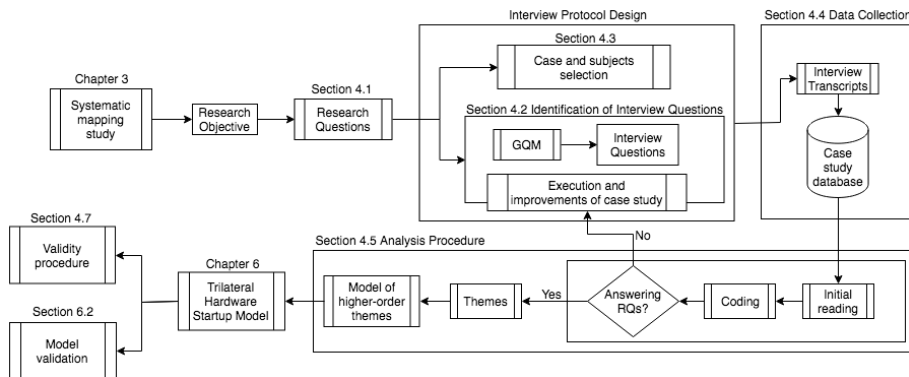 Interview Protocol Design
Section 4.4 Data Collection
Section 4.3
Case and subjects
selection
Interview
Transcripts
Chapter 3
Systematic
mapping
study
Research
Objective
Section 4.1
Research
Questions
Section 4.2 Identification of Interview Questions
GQM
Interview
Questions
Case
study
database
Execution and
improvements of case study
Section 4.7
Validity
procedure
No
Section 4.5 Analysis Procedure
Chapter 6
Trilateral
Hardware
Startup Model
Model of
higher-order
themes
Themes
Yes
Answering
RQs?
Coding
Initial
reading
Section 6.2
Model
validation